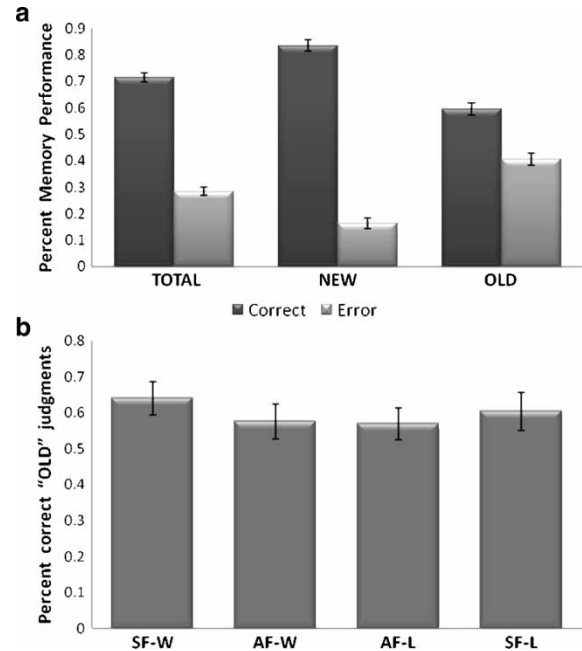 a
Percent Memory Performance
0.9
0.8
0.7
0.6
0.5
0.4
0.3
0.2
0.1
0
TOTAL NEW OLD
Correct Error
b
Percent correct “OLD” judgments
0.8
0.7
0.6
0.5
0.4
0.3
0.2
0.1
0
SF-W AF-W AF-L SF-L